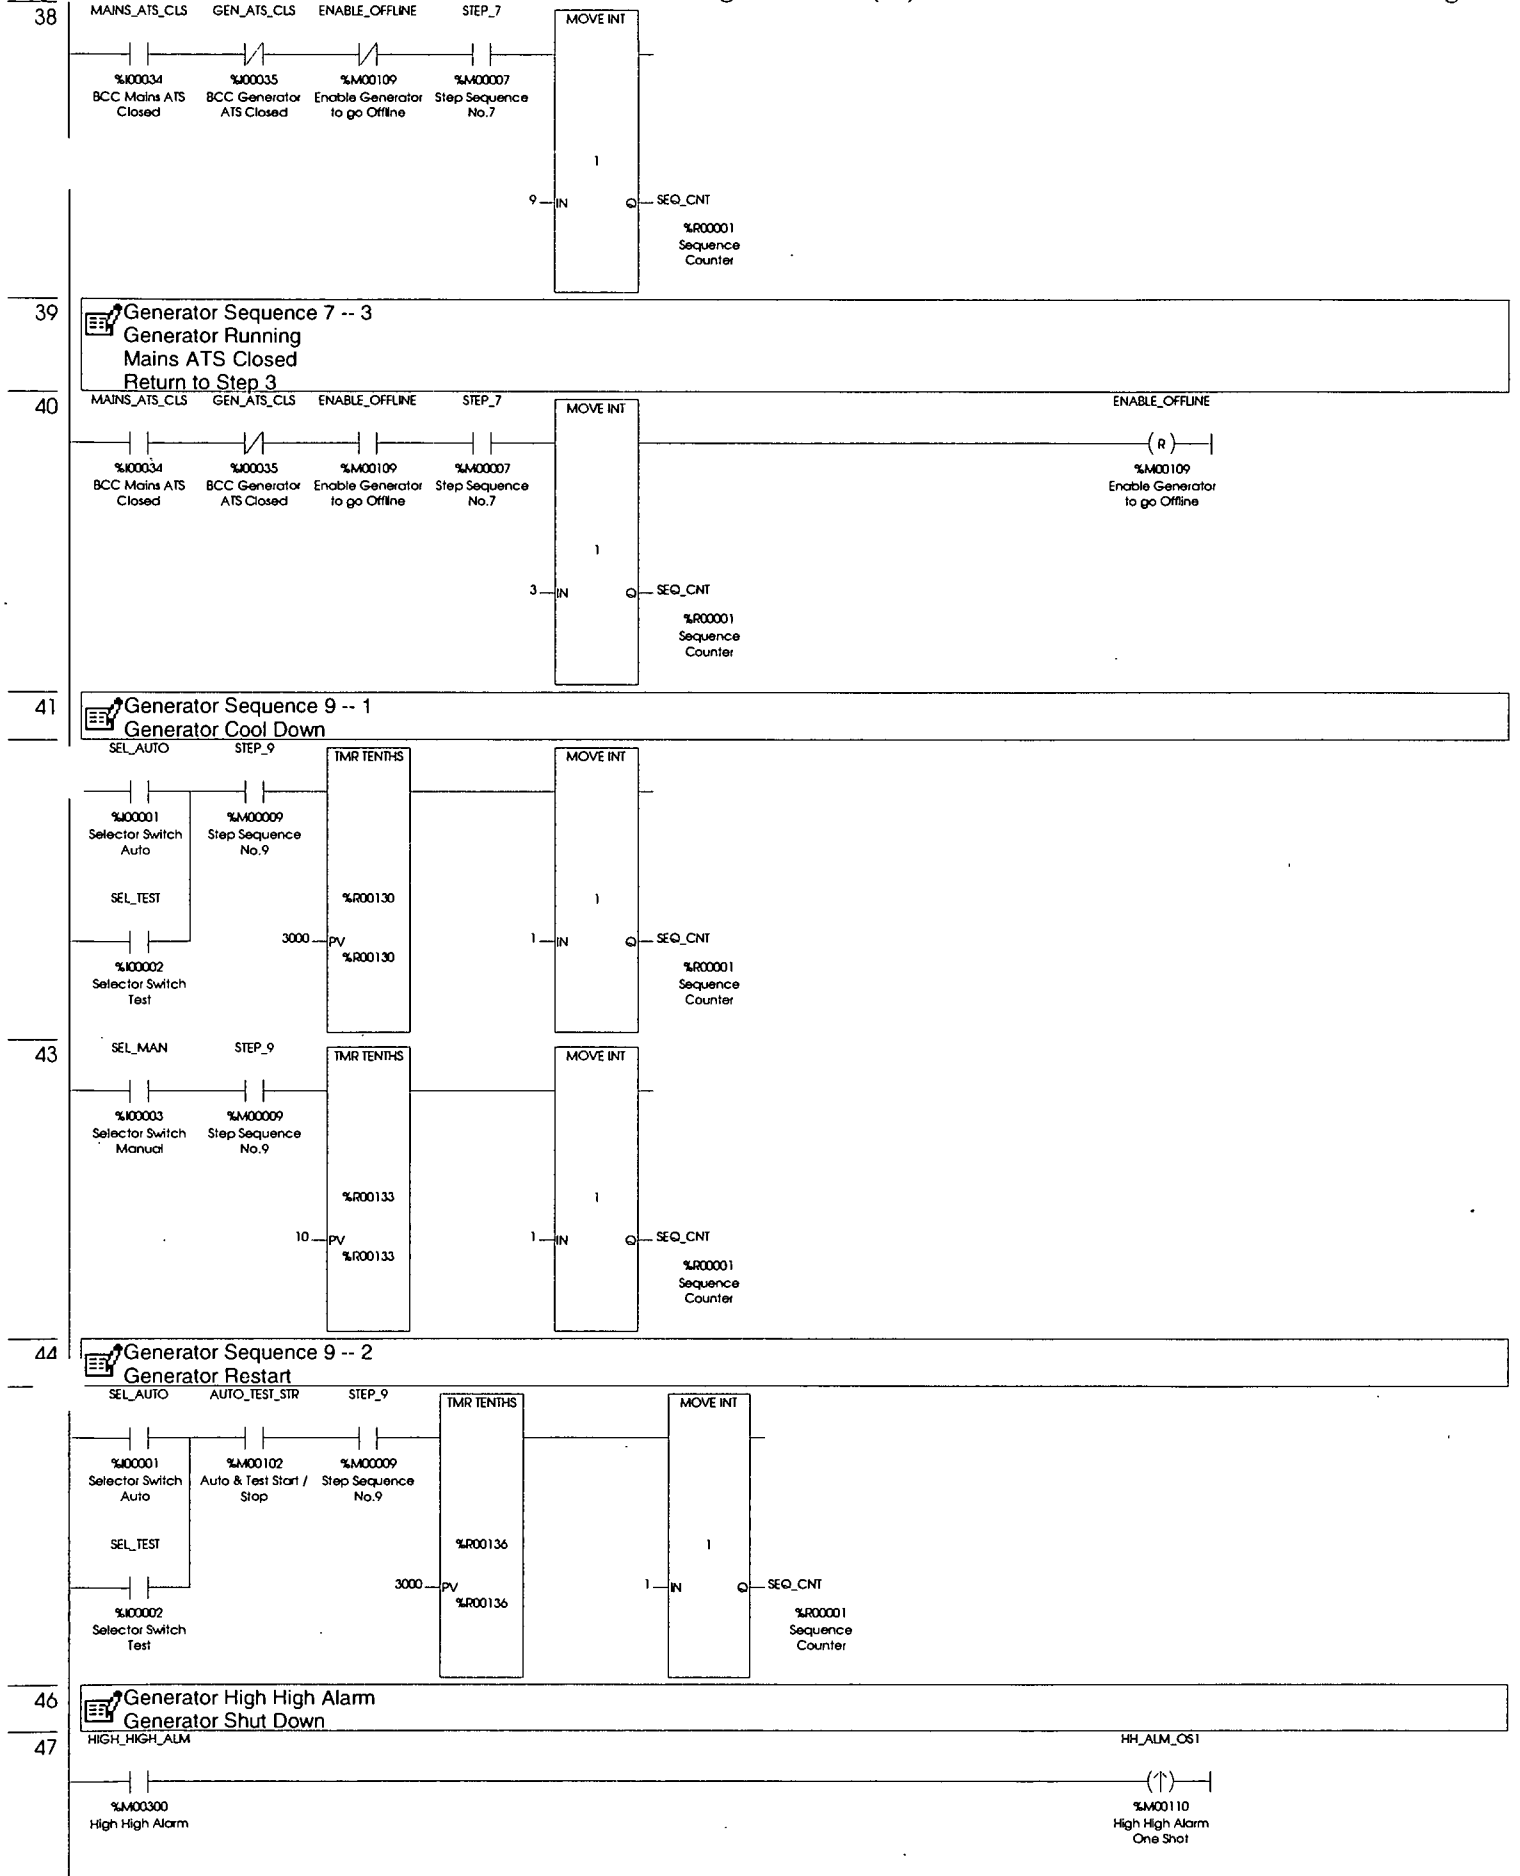 38
MAINS_ATS_CLS GEN_ATS_CLS ENABLE_OFFLINE STEP_7 MOVE INT
%I00034 %I00035 %M00109 %M00007
BCC Mains ATS BCC Generator Enable Generator Step Sequence
Closed ATS Closed to go Offline No.7
1
9 IN Q SEQ_CNT
%R00001
Sequence
Counter
39
Generator Sequence 7 -- 3
Generator Running
Mains ATS Closed
Return to Step 3
40
MAINS_ATS_CLS GEN_ATS_CLS ENABLE_OFFLINE STEP_7 MOVE INT ENABLE_OFFLINE
R
%I00034 %I00035 %M00109 %M00007 %M00109
BCC Mains ATS BCC Generator Enable Generator Step Sequence Enable Generator
Closed ATS Closed to go Offline No.7 to go Offline
1
3 IN Q SEQ_CNT
%R00001
Sequence
Counter
41
Generator Sequence 9 -- 1
Generator Cool Down
SEL_AUTO STEP_9 TMR TENTHS MOVE INT
%I00001 %M00009
Selector Switch Step Sequence
Auto No.9
SEL_TEST %R00130 1
3000 PV 1 IN Q SEQ_CNT
%R00130
%I00002 %R00001
Selector Switch Sequence
Test Counter
43
SEL_MAN STEP_9 TMR TENTHS MOVE INT
%I00003 %M00009
Selector Switch Step Sequence
Manual No.9
%R00133 1
10 PV 1 IN Q SEQ_CNT
%R00133
%R00001
Sequence
Counter
44
Generator Sequence 9 -- 2
Generator Restart
SEL_AUTO AUTO_TEST_STR STEP_9 TMR TENTHS MOVE INT
%I00001 %M00102 %M00009
Selector Switch Auto & Test Start / Step Sequence
Auto Stop No.9
SEL_TEST %R00136 1
3000 PV 1 IN Q SEQ_CNT
%R00136
%I00002 %R00001
Selector Switch Sequence
Test Counter
46
Generator High High Alarm
Generator Shut Down
47
HIGH_HIGH_ALM HH_ALM_OS1
%M00300 %M00110
High High Alarm High High Alarm
One Shot